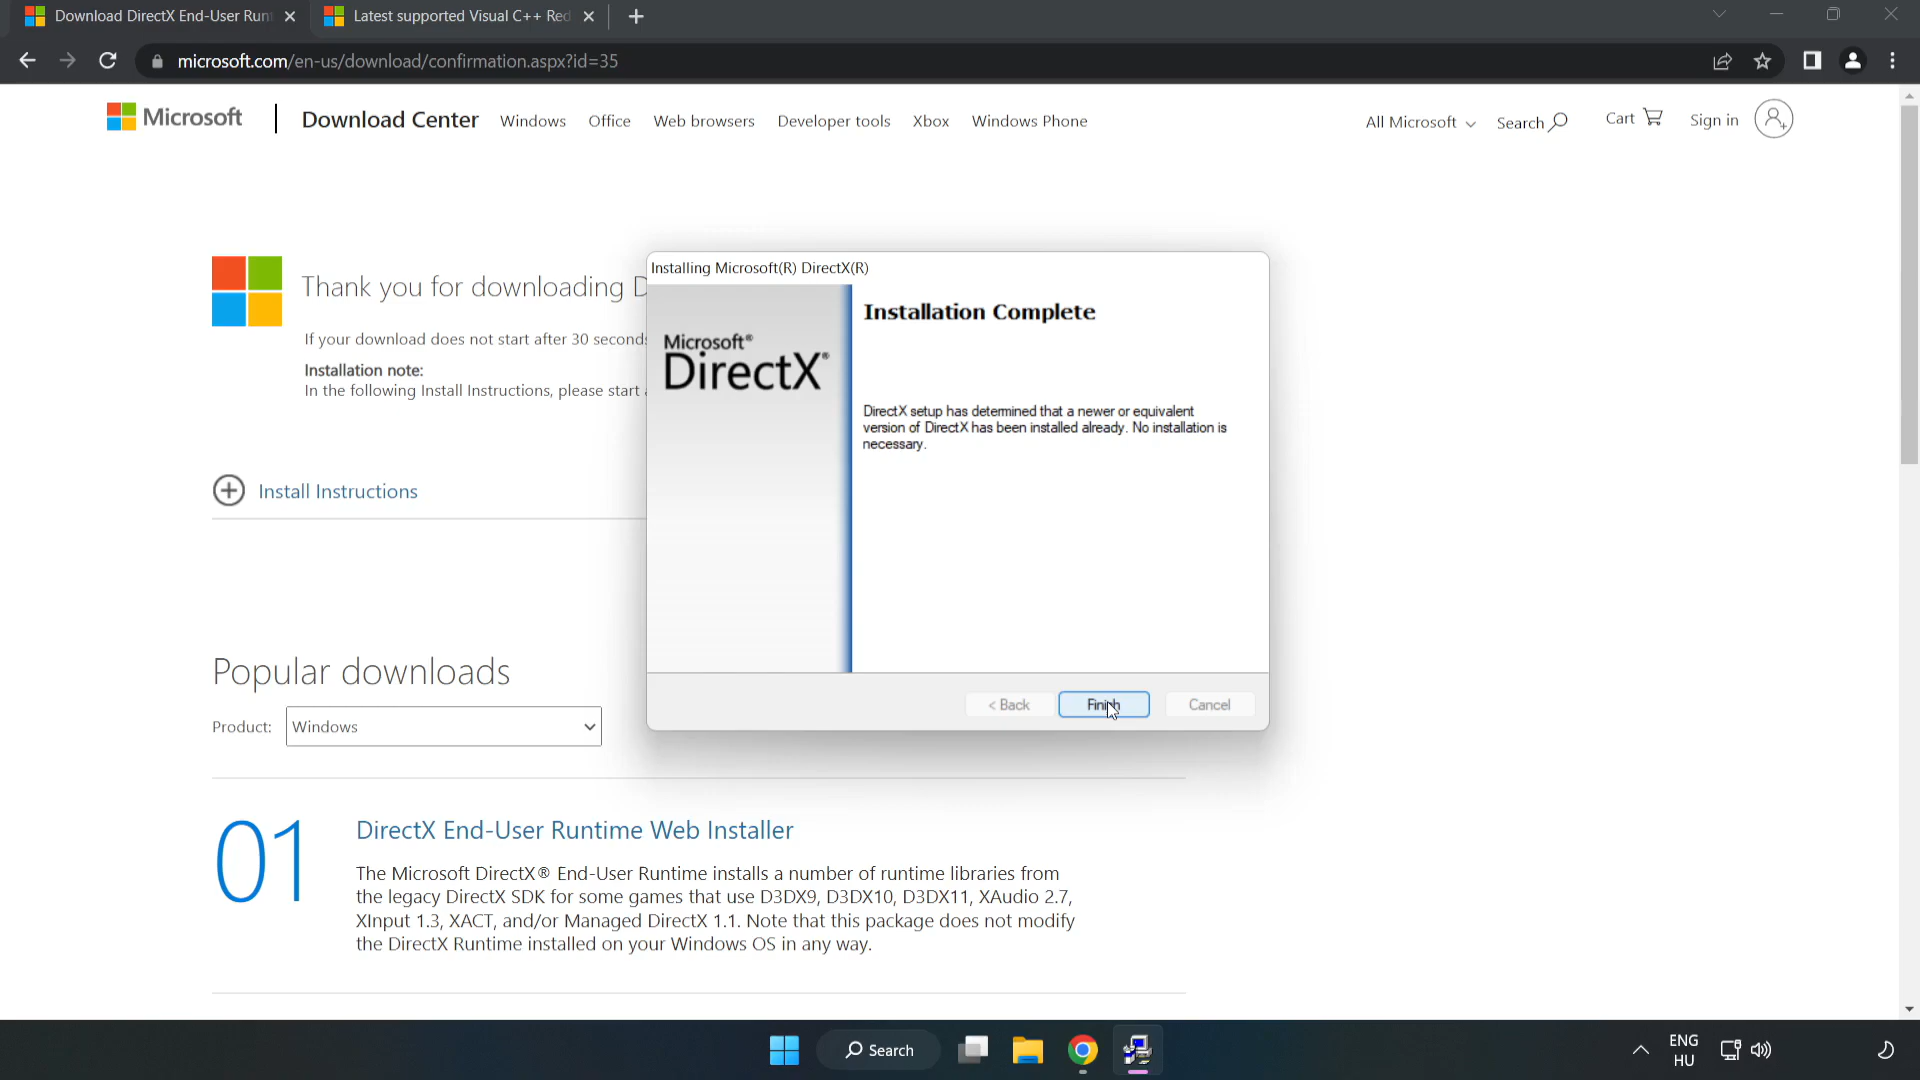 Download DirectX End-User Run
Latest supported Visual C++ Red
microsoft.com/en-us/download/confirmation.aspx?id=35
Microsoft
Download Center
Windows
Office
Web browsers
Developer tools
Xbox
Windows Phone
All Microsoft
Search
Cart
Sign in
Thank you for downloading D
If your download does not start after 30 seconds
Installation note:
In the following Install Instructions, please start
Install Instructions
Installing Microsoft(R) DirectX(R)
Microsoft®
DirectX®
Installation Complete
DirectX setup has determined that a newer or equivalent
version of DirectX has been installed already. No installation is
necessary.
< Back
Finish
Cancel
Popular downloads
Product:
Windows
01
DirectX End-User Runtime Web Installer
The Microsoft DirectX® End-User Runtime installs a number of runtime libraries from
the legacy DirectX SDK for some games that use D3DX9, D3DX10, D3DX11, XAudio 2.7,
XInput 1.3, XACT, and/or Managed DirectX 1.1. Note that this package does not modify
the DirectX Runtime installed on your Windows OS in any way.
Search
ENG
HU